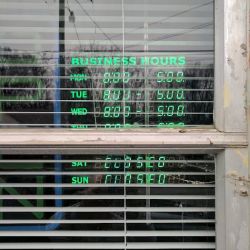 BUSINESS HOURS
MON 8:00 - 5:00
TUE 8:00 - 5:00
WED 8:00 - 5:00
SAT CLOSED
SUN CLOSED